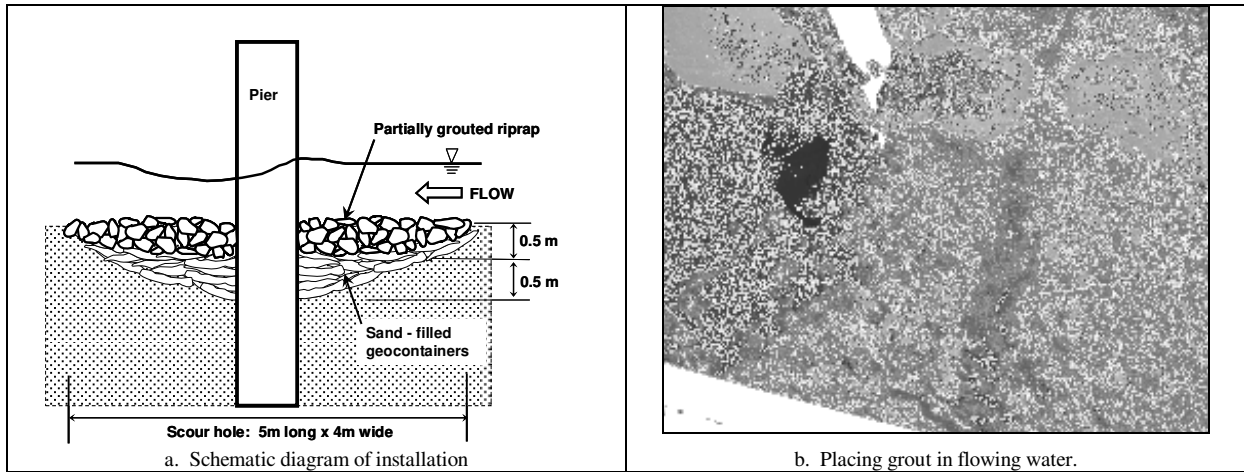 Pier
Partially grouted riprap
FLOW
0.5 m
0.5 m
Sand - filled
geocontainers
Scour hole: 5m long x 4m wide
a. Schematic diagram of installation
b. Placing grout in flowing water.